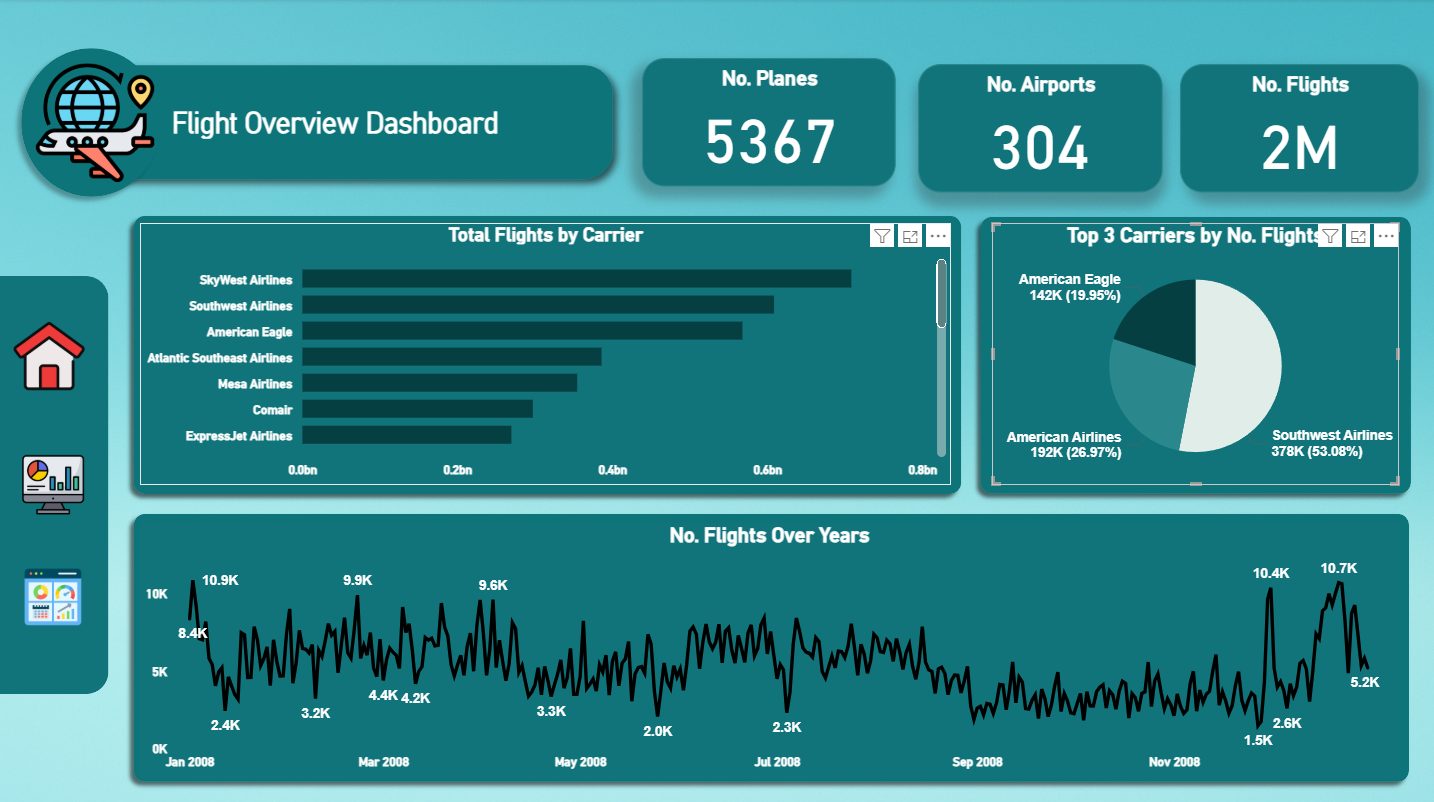 Flight Overview Dashboard
No. Planes
5367
No. Airports
304
No. Flights
2M
Total Flights by Carrier
SkyWest Airlines
Southwest Airlines
American Eagle
Atlantic Southeast Airlines
Mesa Airlines
Comair
ExpressJet Airlines
0.0bn 0.2bn 0.4bn 0.6bn 0.8bn
Top 3 Carriers by No. Flights
American Eagle
142K (19.95%)
American Airlines
192K (26.97%)
Southwest Airlines
378K (53.08%)
No. Flights Over Years
10K
5K
0K
10.9K
8.4K
2.4K
3.2K
9.9K
4.4K
4.2K
9.6K
3.3K
2.0K
2.3K
1.5K
10.4K
2.6K
10.7K
5.2K
Jan 2008 Mar 2008 May 2008 Jul 2008 Sep 2008 Nov 2008